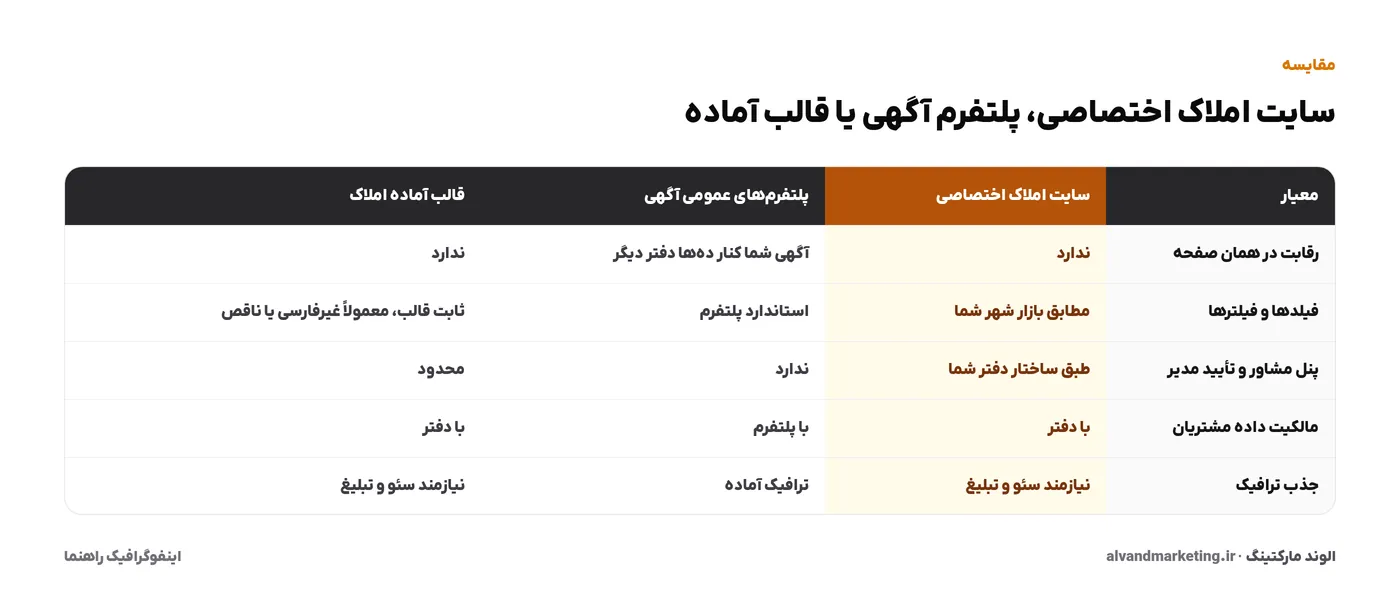 مقایسه
سایت املاک اختصاصی، پلتفرم آگهی یا قالب آماده
معیار سایت املاک اختصاصی پلتفرم‌های عمومی آگهی قالب آماده املاک
رقابت در همان صفحه ندارد آگهی شما کنار ده‌ها دفتر دیگر ندارد
فیلدها و فیلترها مطابق بازار شهر شما استاندارد پلتفرم ثابت قالب، معمولاً غیرفارسی یا ناقص
پنل مشاور و تأیید مدیر طبق ساختار دفتر شما ندارد محدود
مالکیت داده مشتریان با دفتر با پلتفرم با دفتر
جذب ترافیک نیازمند سئو و تبلیغ ترافیک آماده نیازمند سئو و تبلیغ
الوند مارکتینگ · alvandmarketing.ir اینفوگرافیک راهنما